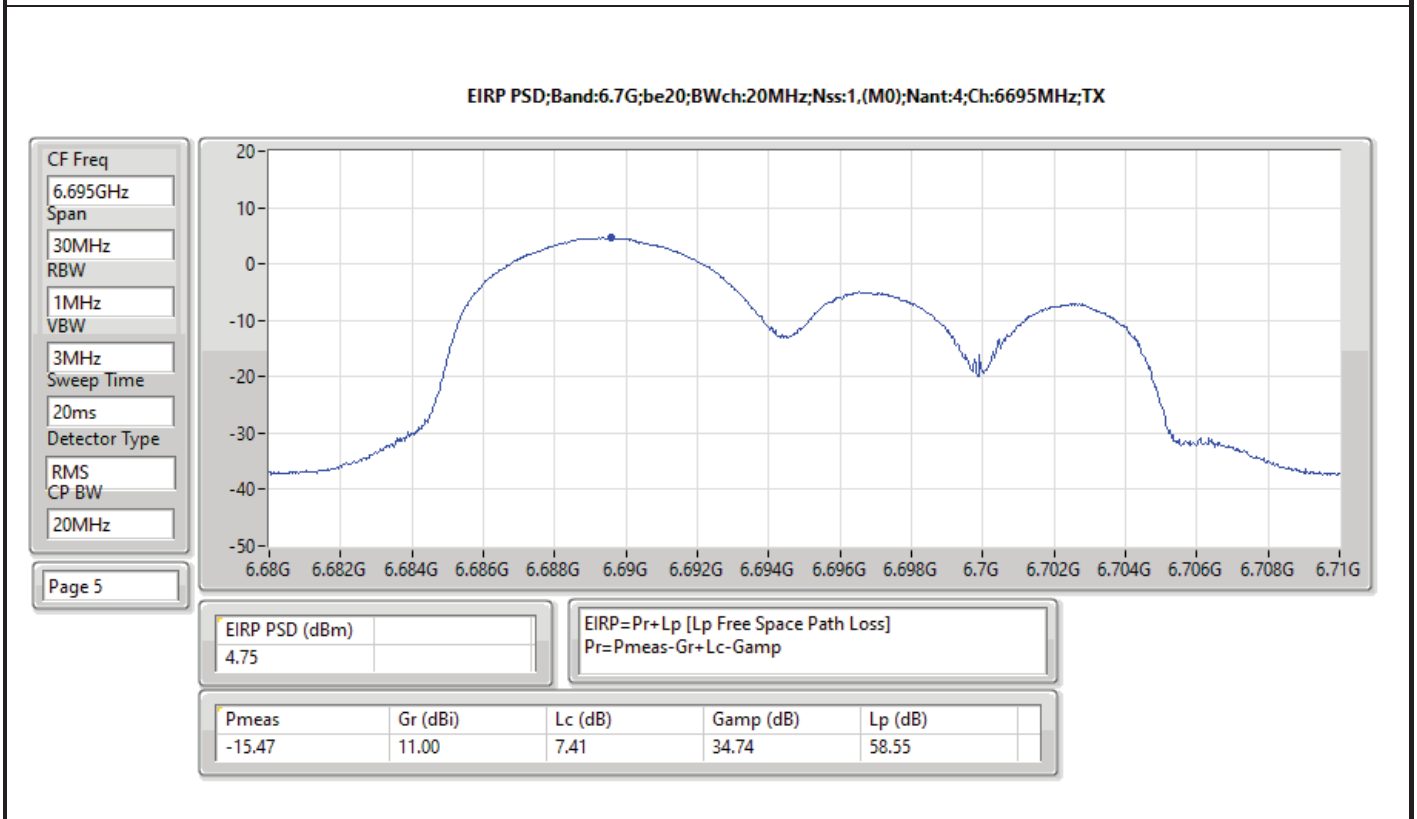 EIRP PSD;Band:6.7G;be20;BWch:20MHz;Nss:1,(M0);Nant:4;Ch:6695MHz;TX
CF Freq
6.695GHz
Span
30MHz
RBW
1MHz
VBW
3MHz
Sweep Time
20ms
Detector Type
RMS
CP BW
20MHz
Page 5
20
10
0
-10
-20
-30
-40
-50
6.68G 6.682G 6.684G 6.686G 6.688G 6.69G 6.692G 6.694G 6.696G 6.698G 6.7G 6.702G 6.704G 6.706G 6.708G 6.71G
EIRP PSD (dBm)
4.75
EIRP=Pr+Lp [Lp Free Space Path Loss]
Pr=Pmeas-Gr+Lc-Gamp
Pmeas Gr (dBi) Lc (dB) Gamp (dB) Lp (dB)
-15.47 11.00 7.41 34.74 58.55